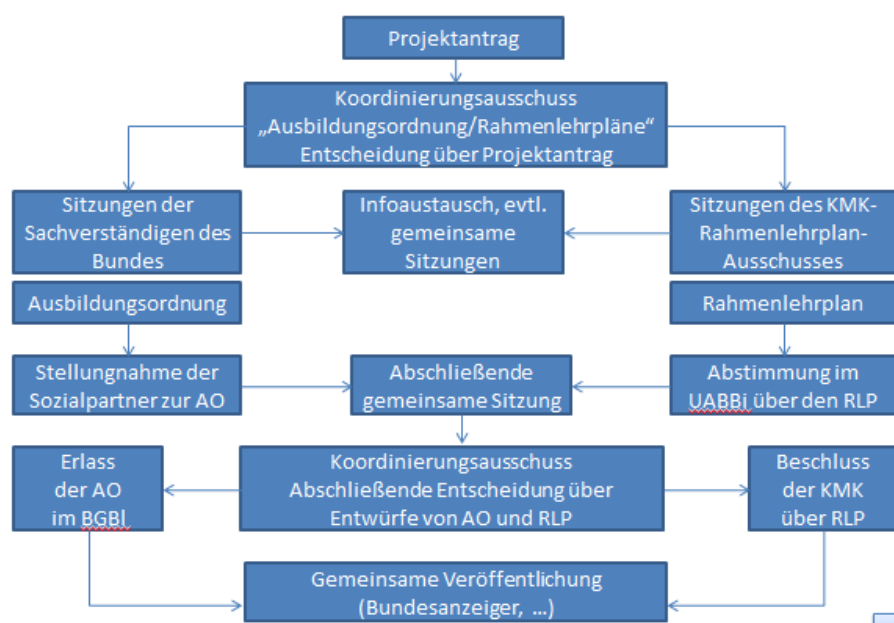 Projektantrag
Koordinierungsausschuss
„Ausbildungsordnung/Rahmenlehrpläne“
Entscheidung über Projektantrag
Sitzungen der
Sachverständigen des
Bundes
Infoaustausch, evtl.
gemeinsame
Sitzungen
Sitzungen des KMK-
Rahmenlehrplan-
Ausschusses
Ausbildungsordnung
Rahmenlehrplan
Stellungnahme der
Sozialpartner zur AO
Abschließende
gemeinsame Sitzung
Abstimmung im
UABBi über den RLP
Erlass
der AO
im BGBl
Koordinierungsausschuss
Abschließende Entscheidung über
Entwürfe von AO und RLP
Beschluss
der KMK
über RLP
Gemeinsame Veröffentlichung
(Bundesanzeiger, …)